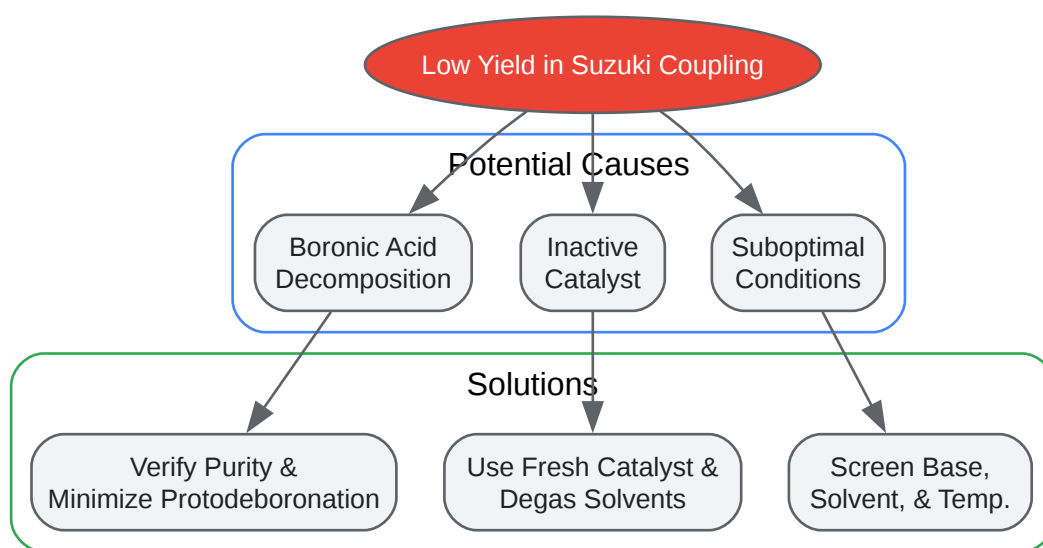 Low Yield in Suzuki Coupling
Potential Causes
Boronic Acid
Decomposition
Inactive
Catalyst
Suboptimal
Conditions
Solutions
Verify Purity &
Minimize Protodeboronation
Use Fresh Catalyst &
Degas Solvents
Screen Base,
Solvent, & Temp.